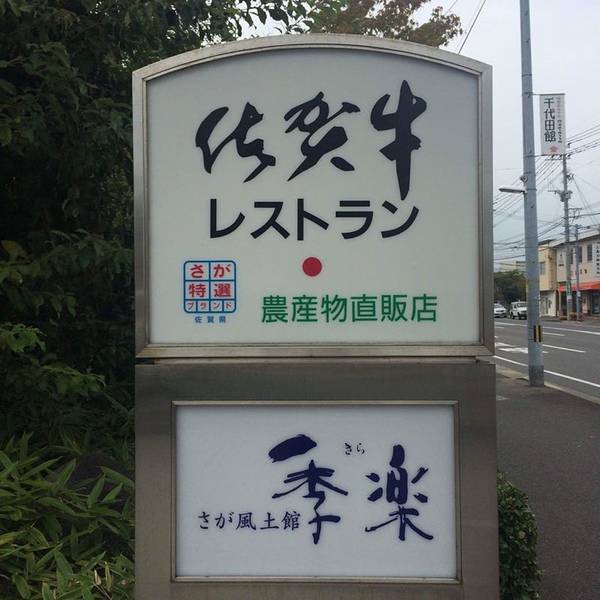 佐賀牛
レストラン
さが
特選
ブランド
佐賀県
農産物直販店
きら
季楽
さが風土館
千代田館